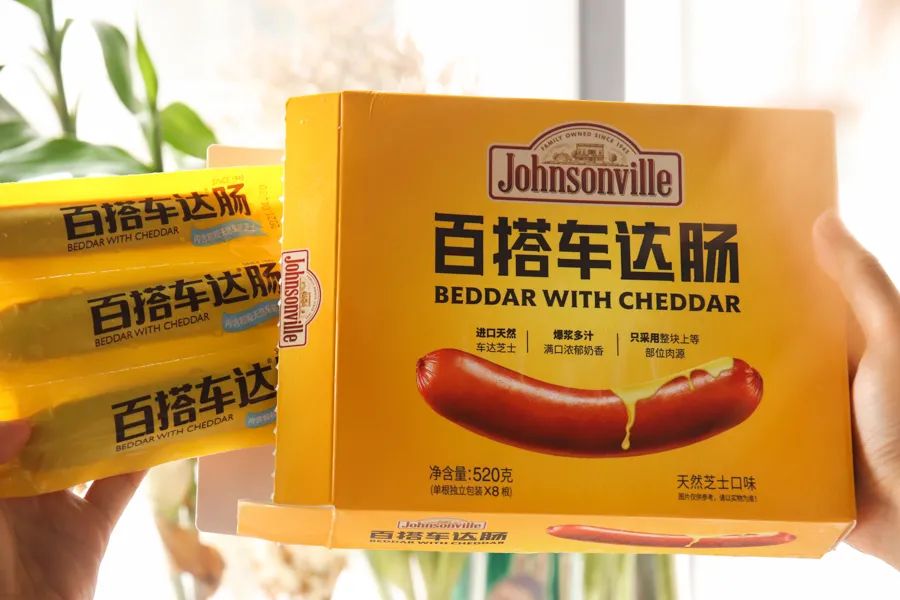 FAMILY OWNED SINCE 1945
Johnsonville
百搭车达肠
BEDDAR WITH CHEDDAR
进口天然
车达芝士
爆浆多汁
满口浓郁奶香
只采用整块上等
部位肉源
净含量:520克
(单根独立包装X8根)
天然芝士口味
图片仅供参考,请以实物为准!
Johnsonville
百搭车达肠
BEDDAR WITH CHEDDAR
Johnsonville
百搭车达肠
BEDDAR WITH CHEDDAR
百搭车达肠
BEDDAR WITH CHEDDAR
百搭车达
BEDDAR WITH CHEDDAR